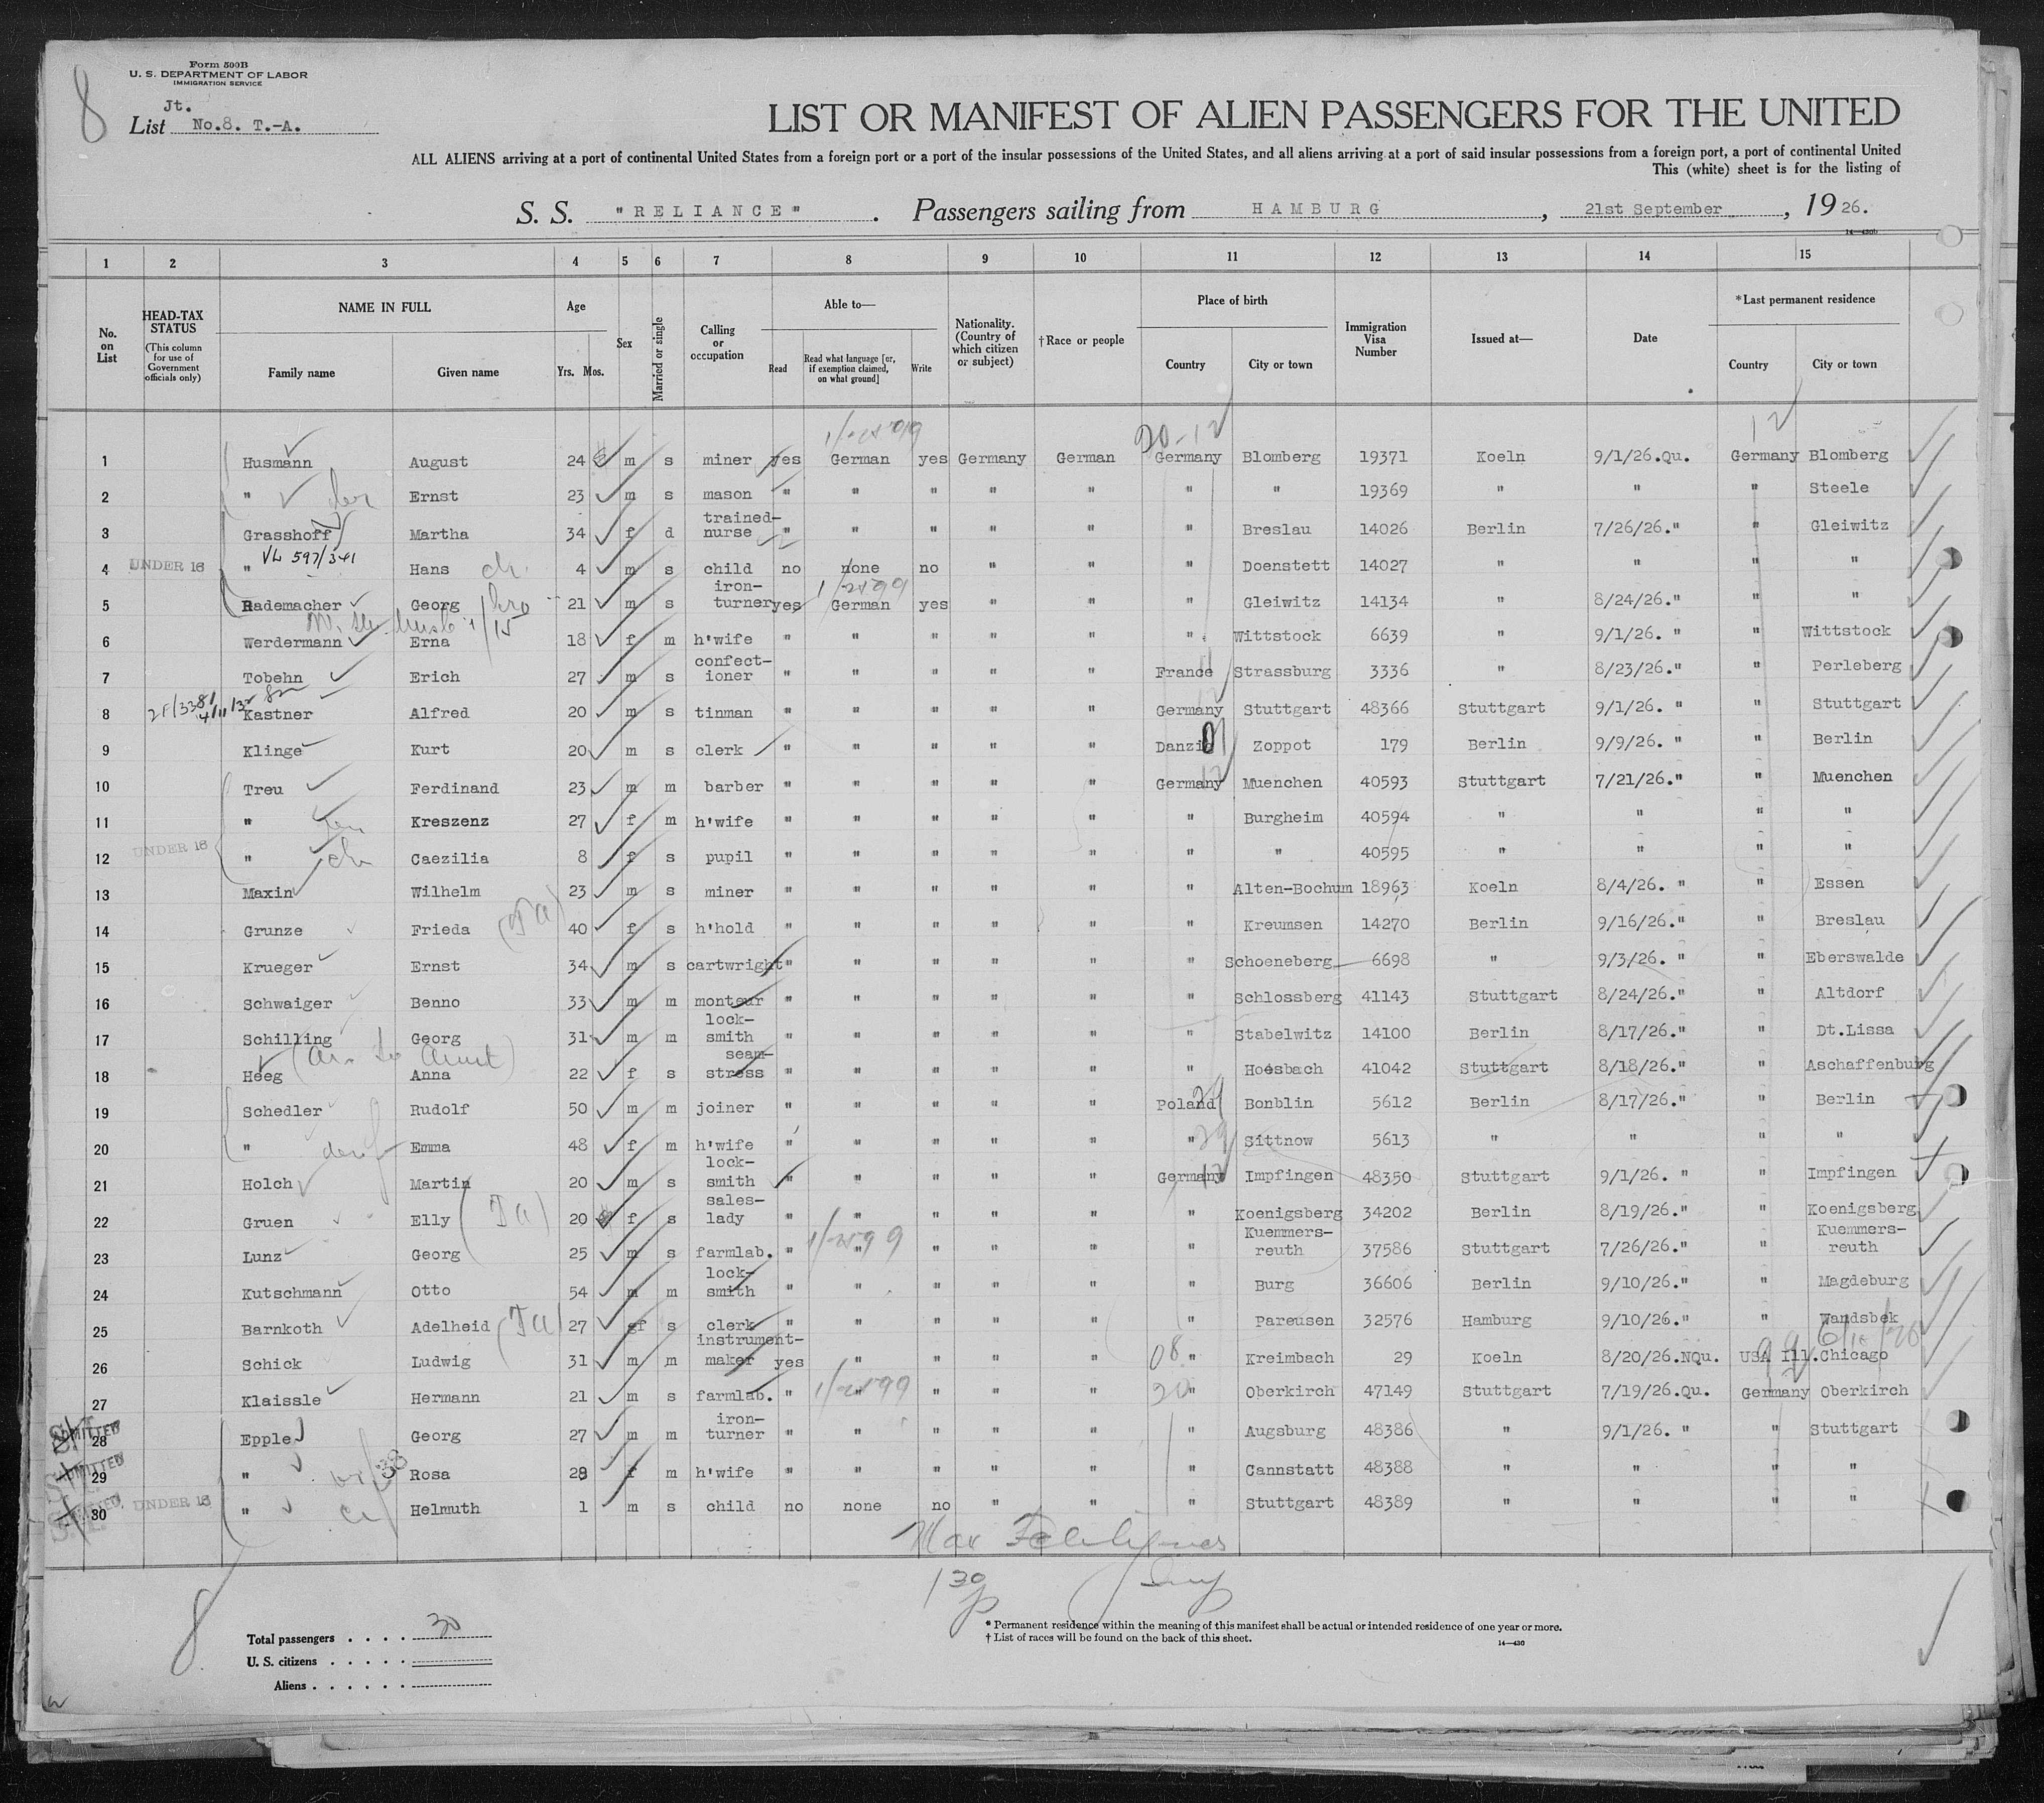 Form 500B
U. S. DEPARTMENT OF LABOR
IMMIGRATION SERVICE
8
Jt.
List No.8. T.-A.
LIST OR MANIFEST OF ALIEN PASSENGERS FOR THE UNITED
ALL ALIENS arriving at a port of continental United States from a foreign port or a port of the insular possessions of the United States, and all aliens arriving at a port of said insular possessions from a foreign port, a port of continental United
This (white) sheet is for the listing of
S. S. "RELIANCE" . Passengers sailing from HAMBURG , 21st September , 19 26.
14—430b
1 2 3 4 5 6 7 8 9 10 11 12 13 14 15
No. on List
HEAD-TAX STATUS (This column for use of Government officials only)
NAME IN FULL
Family name Given name
Age
Yrs. Mos.
Sex
Married or single
Calling or occupation
Able to—
Read
Read what language [or, if exemption claimed, on what ground]
Write
Nationality. (Country of which citizen or subject)
† Race or people
Place of birth
Country City or town
Immigration Visa Number
Issued at—
Date
* Last permanent residence
Country City or town
20-12 12
1 Husmann August 24 m s miner yes German yes Germany German Germany Blomberg 19371 Koeln 9/1/26.Qu. Germany Blomberg
2 " Ernst 23 m s mason " " " " " " " 19369 " " " Steele
3 Grasshoff Martha 34 f d trained-nurse " " " " " " Breslau 14026 Berlin 7/26/26." " Gleiwitz
VL 597/341
4 UNDER 16 " Hans ch. 4 m s child no none no " " " Doenstett 14027 " " " "
5 Rademacher Georg bro 21 m s iron-turner yes German yes " " " Gleiwitz 14134 " 8/24/26." " "
6 Werdermann Erna 18 f m h'wife " " " " " " Wittstock 6639 " 9/1/26. " " Wittstock
7 Tobehn Erich 27 m s confect-ioner " " " " " France Strassburg 3336 " 8/23/26." " Perleberg
8 Kastner Alfred 20 m s tinman " " " " " Germany Stuttgart 48366 Stuttgart 9/1/26. " " Stuttgart
9 Klinge Kurt 20 m s clerk " " " " " Danzig Zoppot 179 Berlin 9/9/26. " " Berlin
10 Treu Ferdinand 23 m m barber " " " " " Germany Muenchen 40593 Stuttgart 7/21/26." " Muenchen
11 " Kreszenz 27 f m h'wife " " " " " " Burgheim 40594 " " " "
12 UNDER 16 " ch Caezilia 8 f s pupil " " " " " " " 40595 " " " "
13 Maxin Wilhelm 23 m s miner " " " " " " Alten-Bochum 18963 Koeln 8/4/26. " " Essen
14 Grunze Frieda 40 f s h'hold " " " " " " Kreumsen 14270 Berlin 9/16/26." " Breslau
15 Krueger Ernst 34 m s cartwright " " " " " " Schoeneberg 6698 " 9/3/26. " " Eberswalde
16 Schwaiger Benno 33 m m monteur " " " " " " Schlossberg 41143 Stuttgart 8/24/26." " Altdorf
17 Schilling Georg 31 m m lock-smith " " " " " " Stabelwitz 14100 Berlin 8/17/26." " Dt.Lissa
18 Heeg Anna 22 f s seam-stress " " " " " " Hoesbach 41042 Stuttgart 8/18/26." " Aschaffenburg
19 Schedler Rudolf 50 m m joiner " " " " " Poland Bonblin 5612 Berlin 8/17/26." " Berlin
20 " Emma 48 f m h'wife " " " " " " Sittnow 5613 " " " "
21 Holch Martin 20 m s lock-smith " " " " " Germany Impfingen 48350 Stuttgart 9/1/26. " " Impfingen
22 Gruen Elly 20 f s sales-lady " " " " " " Koenigsberg 34202 Berlin 8/19/26." " Koenigsberg
23 Lunz Georg 25 m s farmlab. " " " " " " Kuemmers-reuth 37586 Stuttgart 7/26/26." " Kuemmers-reuth
24 Kutschmann Otto 54 m m lock-smith " " " " " " Burg 36606 Berlin 9/10/26." " Magdeburg
25 Barnkoth Adelheid 27 f s clerk " " " " " " Pareusen 32576 Hamburg 9/10/26." " Wandsbek
26 Schick Ludwig 31 m m instrument-maker yes " " " " 08 " Kreimbach 29 Koeln 8/20/26.NQu. USA Ill. Chicago
27 Klaissle Hermann 21 m s farmlab. " " " " " 20 " Oberkirch 47149 Stuttgart 7/19/26.Qu. Germany Oberkirch
28 ADMITTED Epple Georg 27 m m iron-turner " " " " " " Augsburg 48386 " 9/1/26. " " Stuttgart
29 ADMITTED " Rosa 28 f m h'wife " " " " " " Cannstatt 48388 " " " "
30 ADMITTED UNDER 16 " Helmuth 1 m s child no none no " " " Stuttgart 48389 " " " "
8
Total passengers . . . . 30
U. S. citizens . . . . .
Aliens . . . . . .
* Permanent residence within the meaning of this manifest shall be actual or intended residence of one year or more.
† List of races will be found on the back of this sheet.
14—430